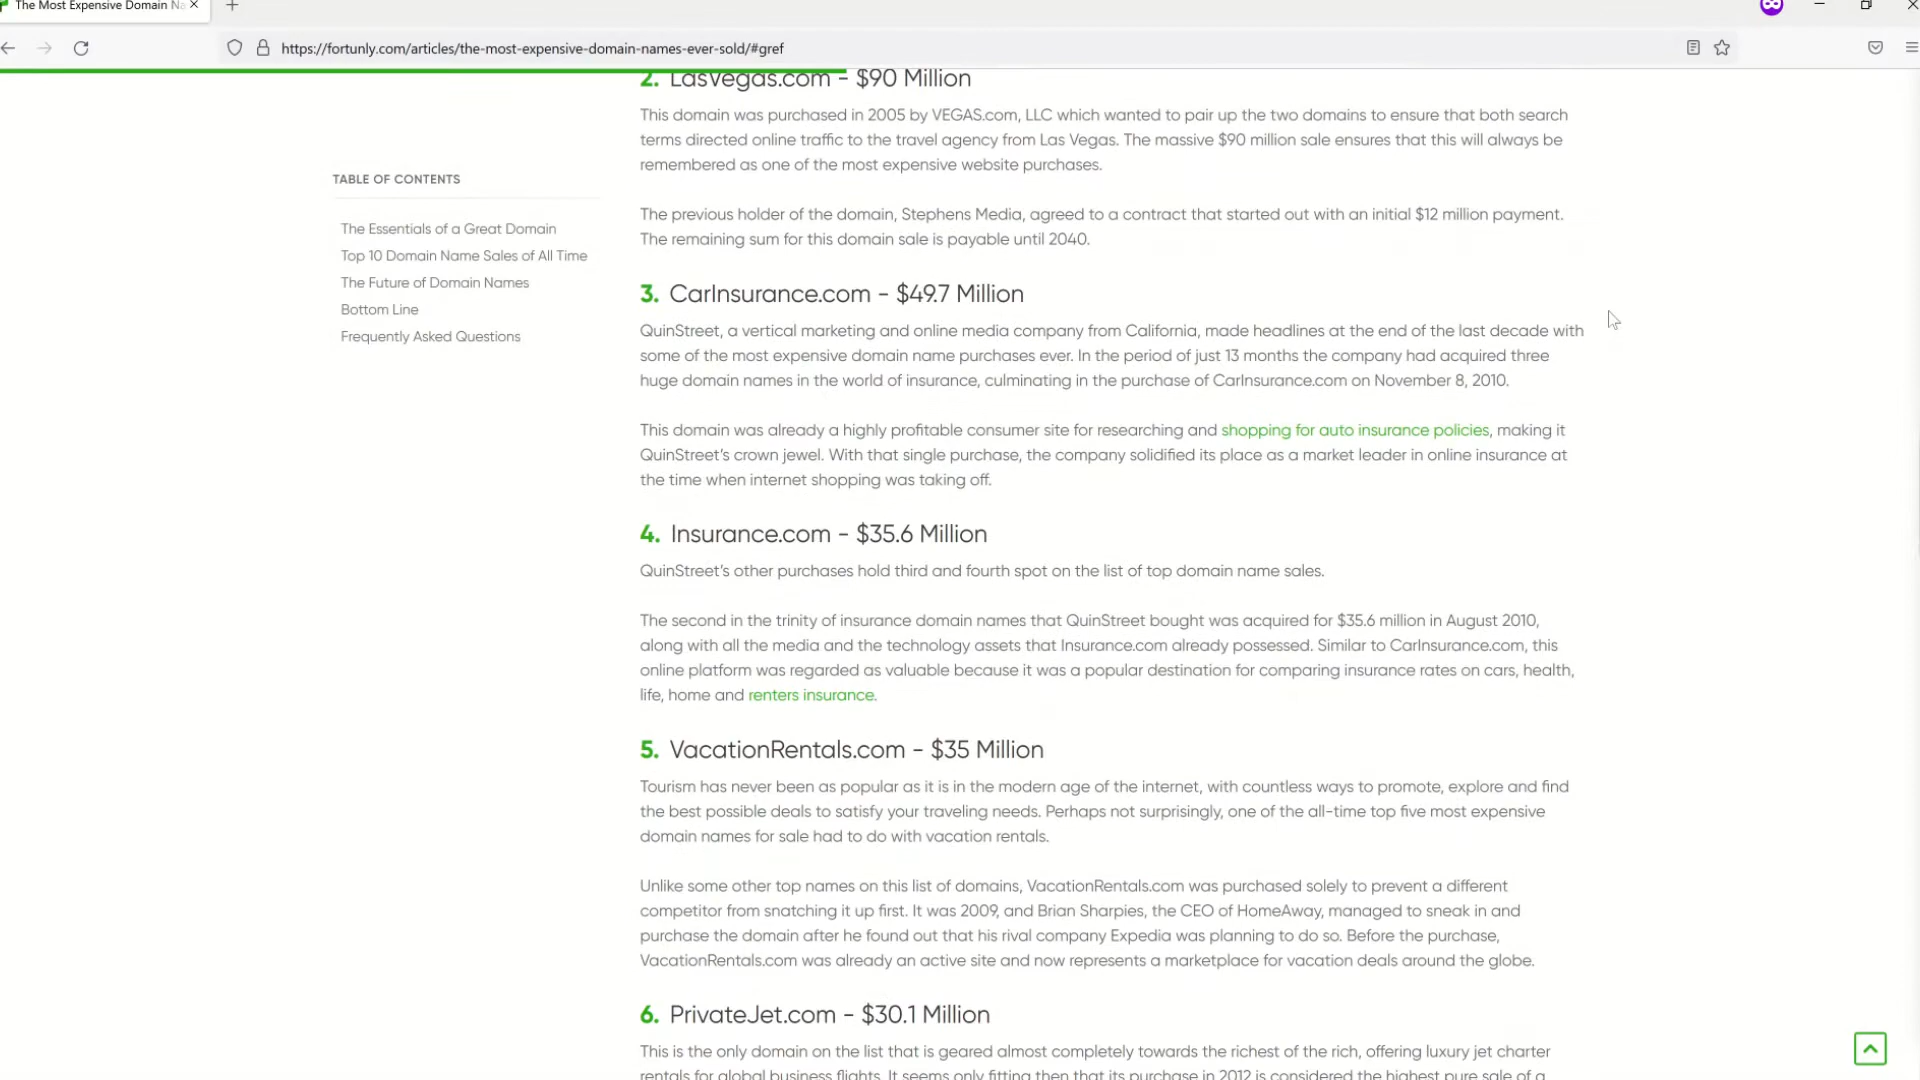 The Most Expensive Domain Na
https://fortunly.com/articles/the-most-expensive-domain-names-ever-sold/#gref
2. LasVegas.com - $90 Million
This domain was purchased in 2005 by VEGAS.com, LLC which wanted to pair up the two domains to ensure that both search
terms directed online traffic to the travel agency from Las Vegas. The massive $90 million sale ensures that this will always be
remembered as one of the most expensive website purchases.
The previous holder of the domain, Stephens Media, agreed to a contract that started out with an initial $12 million payment.
The remaining sum for this domain sale is payable until 2040.
TABLE OF CONTENTS
The Essentials of a Great Domain
Top 10 Domain Name Sales of All Time
The Future of Domain Names
Bottom Line
Frequently Asked Questions
3. CarInsurance.com - $49.7 Million
QuinStreet, a vertical marketing and online media company from California, made headlines at the end of the last decade with
some of the most expensive domain name purchases ever. In the period of just 13 months the company had acquired three
huge domain names in the world of insurance, culminating in the purchase of CarInsurance.com on November 8, 2010.
This domain was already a highly profitable consumer site for researching and shopping for auto insurance policies, making it
QuinStreet's crown jewel. With that single purchase, the company solidified its place as a market leader in online insurance at
the time when internet shopping was taking off.
4. Insurance.com - $35.6 Million
QuinStreet's other purchases hold third and fourth spot on the list of top domain name sales.
The second in the trinity of insurance domain names that QuinStreet bought was acquired for $35.6 million in August 2010,
along with all the media and the technology assets that Insurance.com already possessed. Similar to CarInsurance.com, this
online platform was regarded as valuable because it was a popular destination for comparing insurance rates on cars, health,
life, home and renters insurance.
5. VacationRentals.com - $35 Million
Tourism has never been as popular as it is in the modern age of the internet, with countless ways to promote, explore and find
the best possible deals to satisfy your traveling needs. Perhaps not surprisingly, one of the all-time top five most expensive
domain names for sale had to do with vacation rentals.
Unlike some other top names on this list of domains, VacationRentals.com was purchased solely to prevent a different
competitor from snatching it up first. It was 2009, and Brian Sharpies, the CEO of HomeAway, managed to sneak in and
purchase the domain after he found out that his rival company Expedia was planning to do so. Before the purchase,
VacationRentals.com was already an active site and now represents a marketplace for vacation deals around the globe.
6. PrivateJet.com - $30.1 Million
This is the only domain on the list that is geared almost completely towards the richest of the rich, offering luxury jet charter
rentals for global business flights. It seems only fitting then that its purchase in 2012 is considered the highest pure sale of a